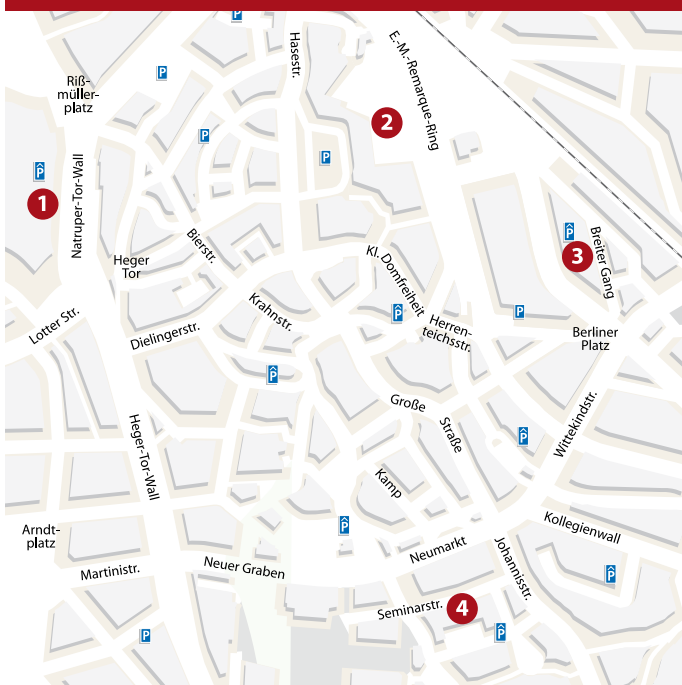 P
Hasestr.
E.-M.-Remarque-Ring
P
Riß-
müller-
platz
2
P
P
P
1
Natruper-Tor-Wall
Bierstr.
P
Breiter Gang
3
Heger
Tor
Kl. Domfreiheit
Krahnstr.
P
P
Herren-
teichsstr.
Lotter Str.
Dielingerstr.
Berliner
Platz
P
Große
Straße
Wittekindstr.
P
Heger-Tor-Wall
Kamp
P
Kollegienwall
Arndt-
platz
Neumarkt
Johannisstr.
Martinistr.
Neuer Graben
P
Seminarstr.
4
P
P